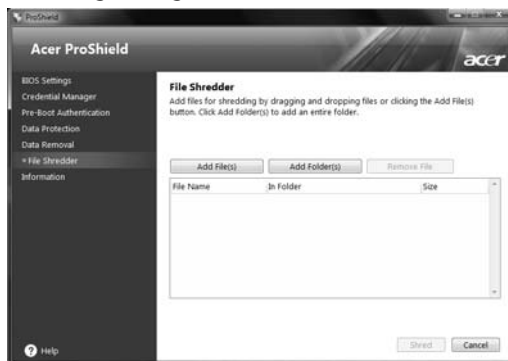 ProShield
Acer ProShield
acer
BIOS Settings
Credential Manager
Pre-Boot Authentication
Data Protection
Data Removal
File Shredder
Information
File Shredder
Add files for shredding by dragging and dropping files or clicking the Add File(s)
button. Click Add Folder(s) to add an entire folder.
Add File(s) Add Folder(s) Remove File
File Name In Folder Size
Shred Cancel
? Help